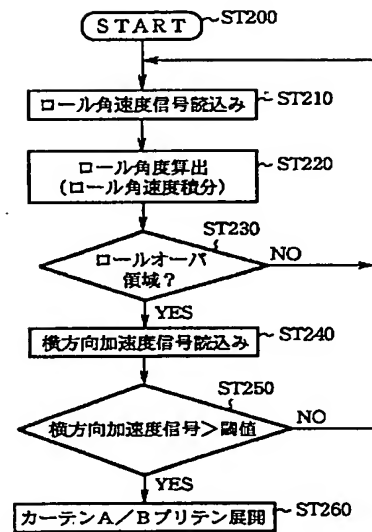 START
ST200
ロール角速度信号読込み
ST210
ロール角度算出
(ロール角速度積分)
ST220
ST230
ロールオーバ
領域?
NO
YES
横方向加速度信号読込み
ST240
ST250
横方向加速度信号>閾値
NO
YES
カーテンA/Bプリテン展開
ST260